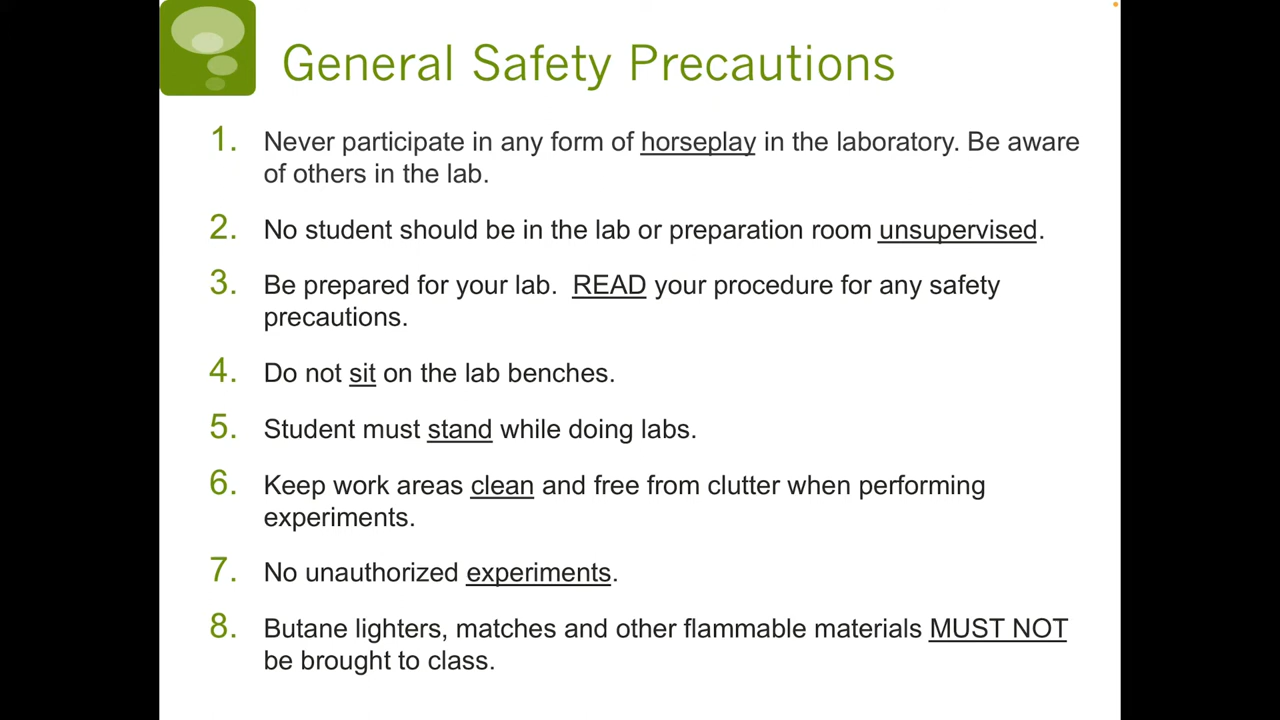 General Safety Precautions
1. Never participate in any form of horseplay in the laboratory. Be aware
of others in the lab.
2. No student should be in the lab or preparation room unsupervised.
3. Be prepared for your lab.  READ your procedure for any safety
precautions.
4. Do not sit on the lab benches.
5. Student must stand while doing labs.
6. Keep work areas clean and free from clutter when performing
experiments.
7. No unauthorized experiments.
8. Butane lighters, matches and other flammable materials MUST NOT
be brought to class.